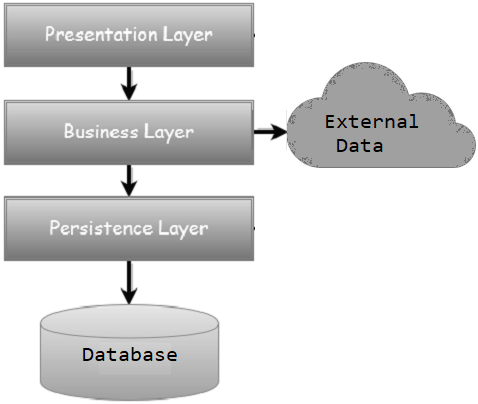 Presentation Layer
Business Layer
External
Data
Persistence Layer
Database